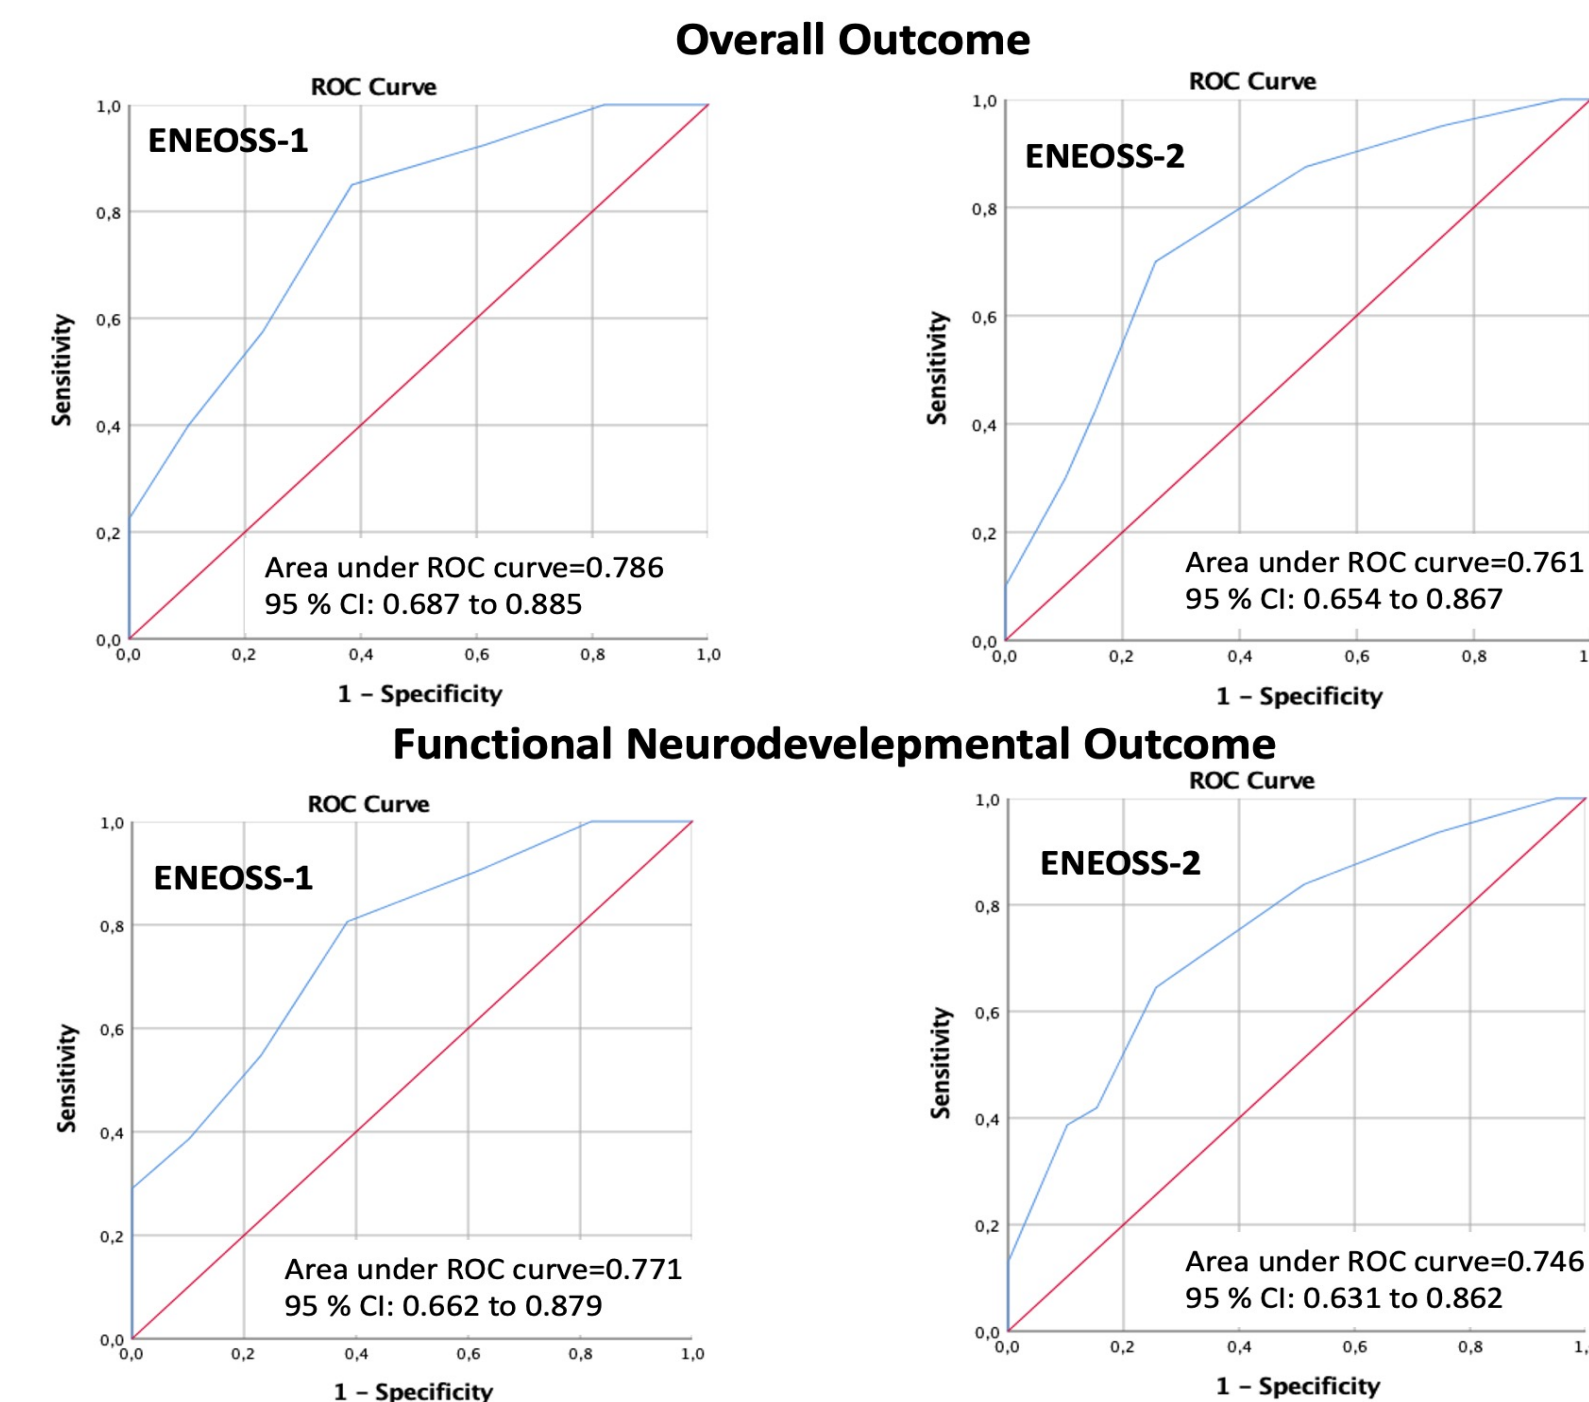 Overall Outcome
ROC Curve
ENEOSS-1
Sensitivity
1,0
0,8
0,6
0,4
0,2
0,0
Area under ROC curve=0.786
95 % CI: 0.687 to 0.885
0,0 0,2 0,4 0,6 0,8 1,0
1 – Specificity
ROC Curve
ENEOSS-2
Sensitivity
1,0
0,8
0,6
0,4
0,2
0,0
Area under ROC curve=0.761
95 % CI: 0.654 to 0.867
0,0 0,2 0,4 0,6 0,8 1
1 – Specificity
Functional Neurodevelepmental Outcome
ROC Curve
ENEOSS-1
Sensitivity
1,0
0,8
0,6
0,4
0,2
0,0
Area under ROC curve=0.771
95 % CI: 0.662 to 0.879
0,0 0,2 0,4 0,6 0,8 1,0
1 – Specificity
ROC Curve
ENEOSS-2
Sensitivity
1,0
0,8
0,6
0,4
0,2
0,0
Area under ROC curve=0.746
95 % CI: 0.631 to 0.862
0,0 0,2 0,4 0,6 0,8 1,
1 – Specificity